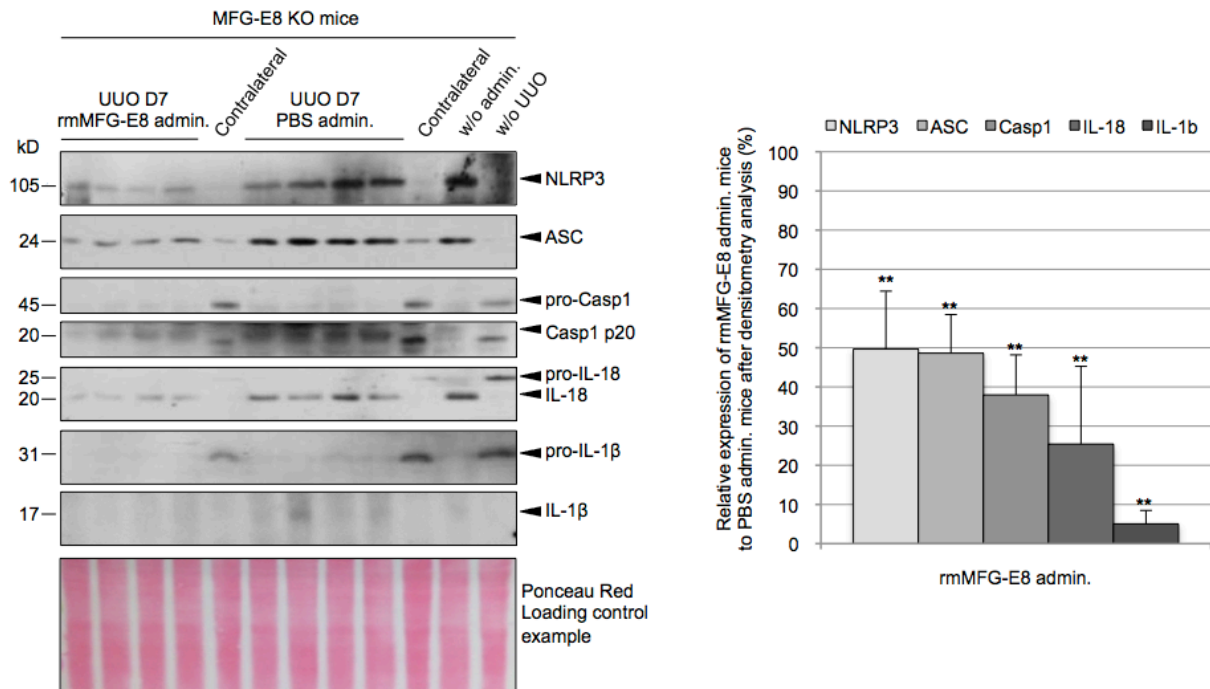 MFG-E8 KO mice
UUO D7
rmMFG-E8 admin.
Contralateral
UUO D7
PBS admin.
Contralateral
w/o admin.
w/o UUO
kD
105
NLRP3
24
ASC
45
pro-Casp1
20
Casp1 p20
25
pro-IL-18
20
IL-18
31
pro-IL-1β
17
IL-1β
Ponceau Red
Loading control
example
NLRP3 ASC Casp1 IL-18 IL-1b
Relative expression of rmMFG-E8 admin. mice
to PBS admin. mice after densitometry analysis (%)
100
90
80
70
60
50
40
30
20
10
0
**
**
**
**
**
rmMFG-E8 admin.